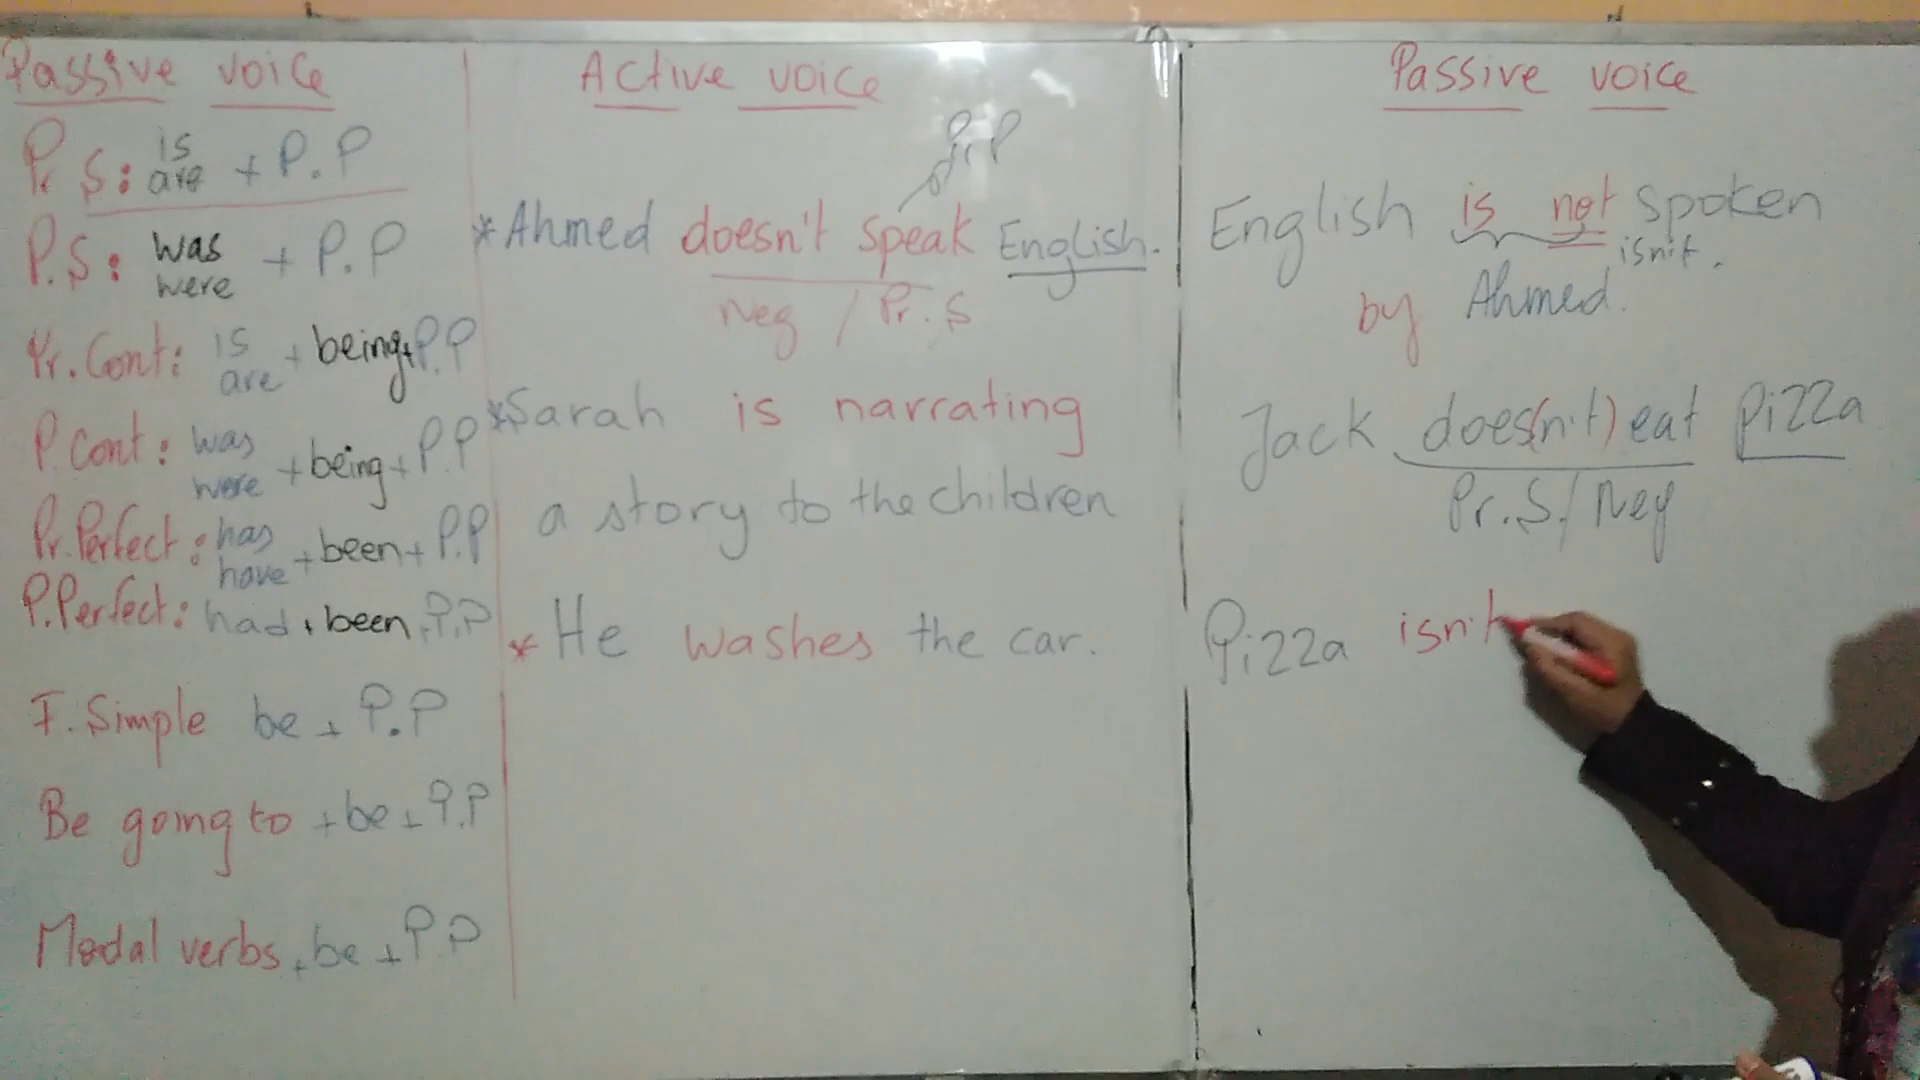 Passive voice
Pr S: is
are + P.P
P.S: was
were + P.P
Pr. Cont: is
are + being + P.P
P. Cont: was
were + being + P.P
Pr. Perfect: has
have + been + P.P
P. Perfect: had + been + P.P
F. Simple be + P.P
Be going to + be + P.P
Modal verbs + be + P.P
Active voice
*Ahmed doesn't speak English.
Neg / Pr. S
*Sarah is narrating
a story to the children
* He washes the car.
Passive voice
English is not spoken
isn't.
by Ahmed.
Jack does(n't) eat Pizza
Pr. S. / Neg
Pizza isn't